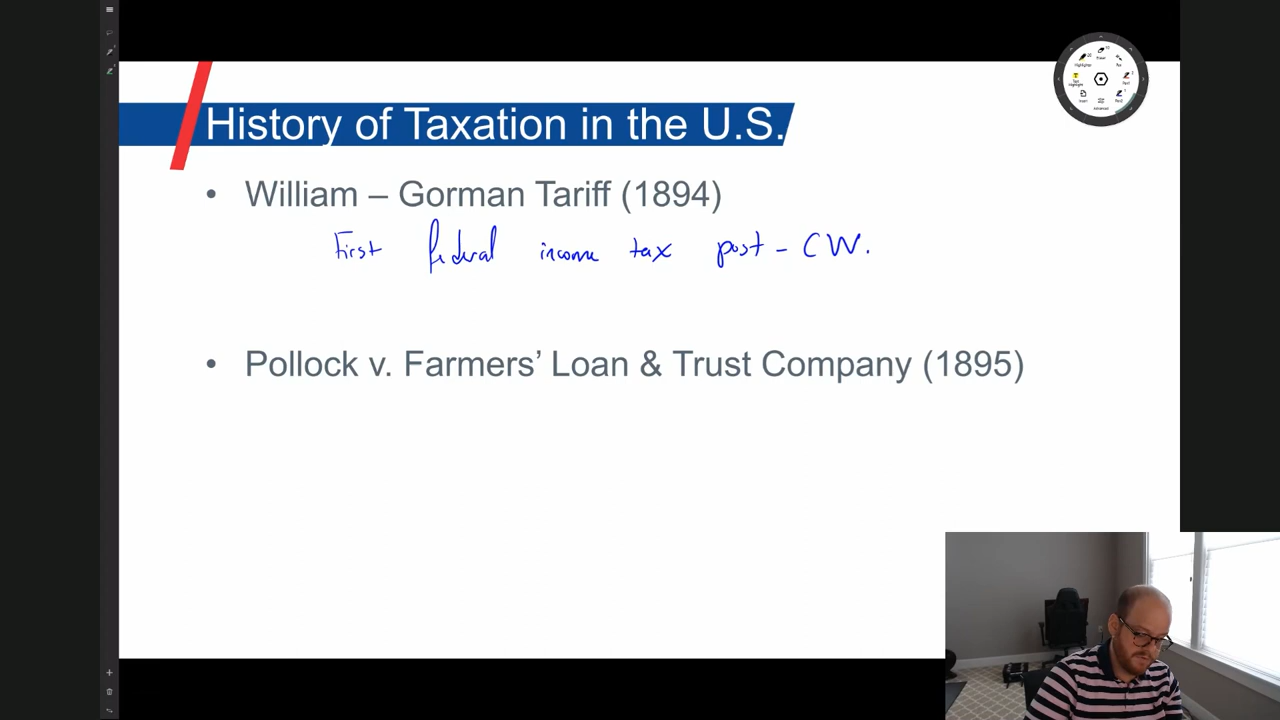 History of Taxation in the U.S.
• William – Gorman Tariff (1894)
First federal income tax post - CW.
• Pollock v. Farmers’ Loan & Trust Company (1895)